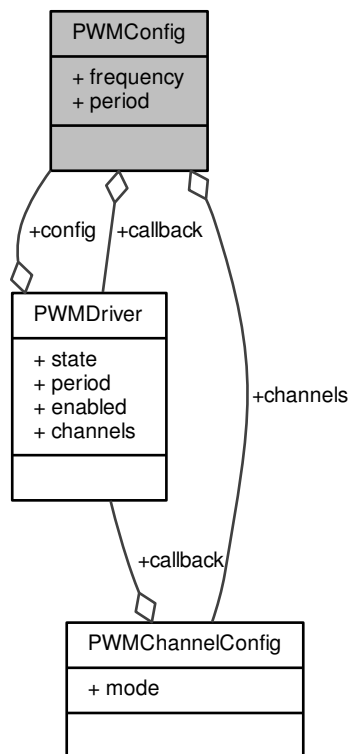 PWMConfig
+ frequency
+ period
+config
+callback
PWMDriver
+ state
+ period
+ enabled
+ channels
+channels
+callback
PWMChannelConfig
+ mode